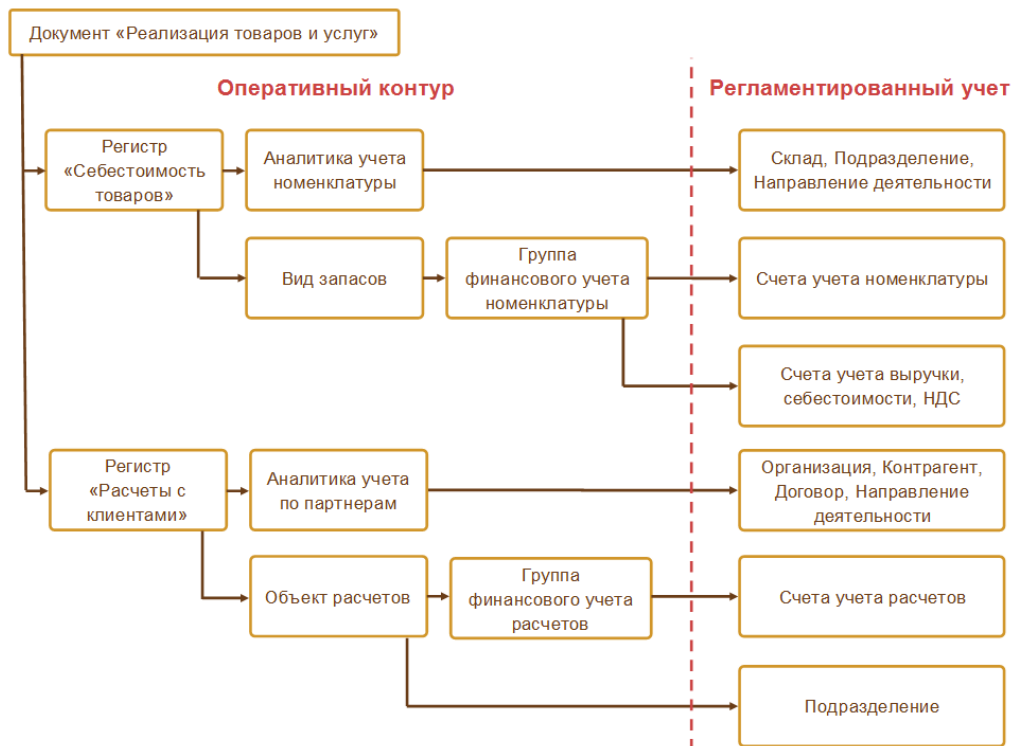 Документ «Реализация товаров и услуг»
Оперативный контур
Регламентированный учет
Регистр
«Себестоимость
товаров»
Аналитика учета
номенклатуры
Склад, Подразделение,
Направление деятельности
Вид запасов
Группа
финансового учета
номенклатуры
Счета учета номенклатуры
Счета учета выручки,
себестоимости, НДС
Регистр
«Расчеты с
клиентами»
Аналитика учета
по партнерам
Организация, Контрагент,
Договор, Направление
деятельности
Объект расчетов
Группа
финансового учета
расчетов
Счета учета расчетов
Подразделение